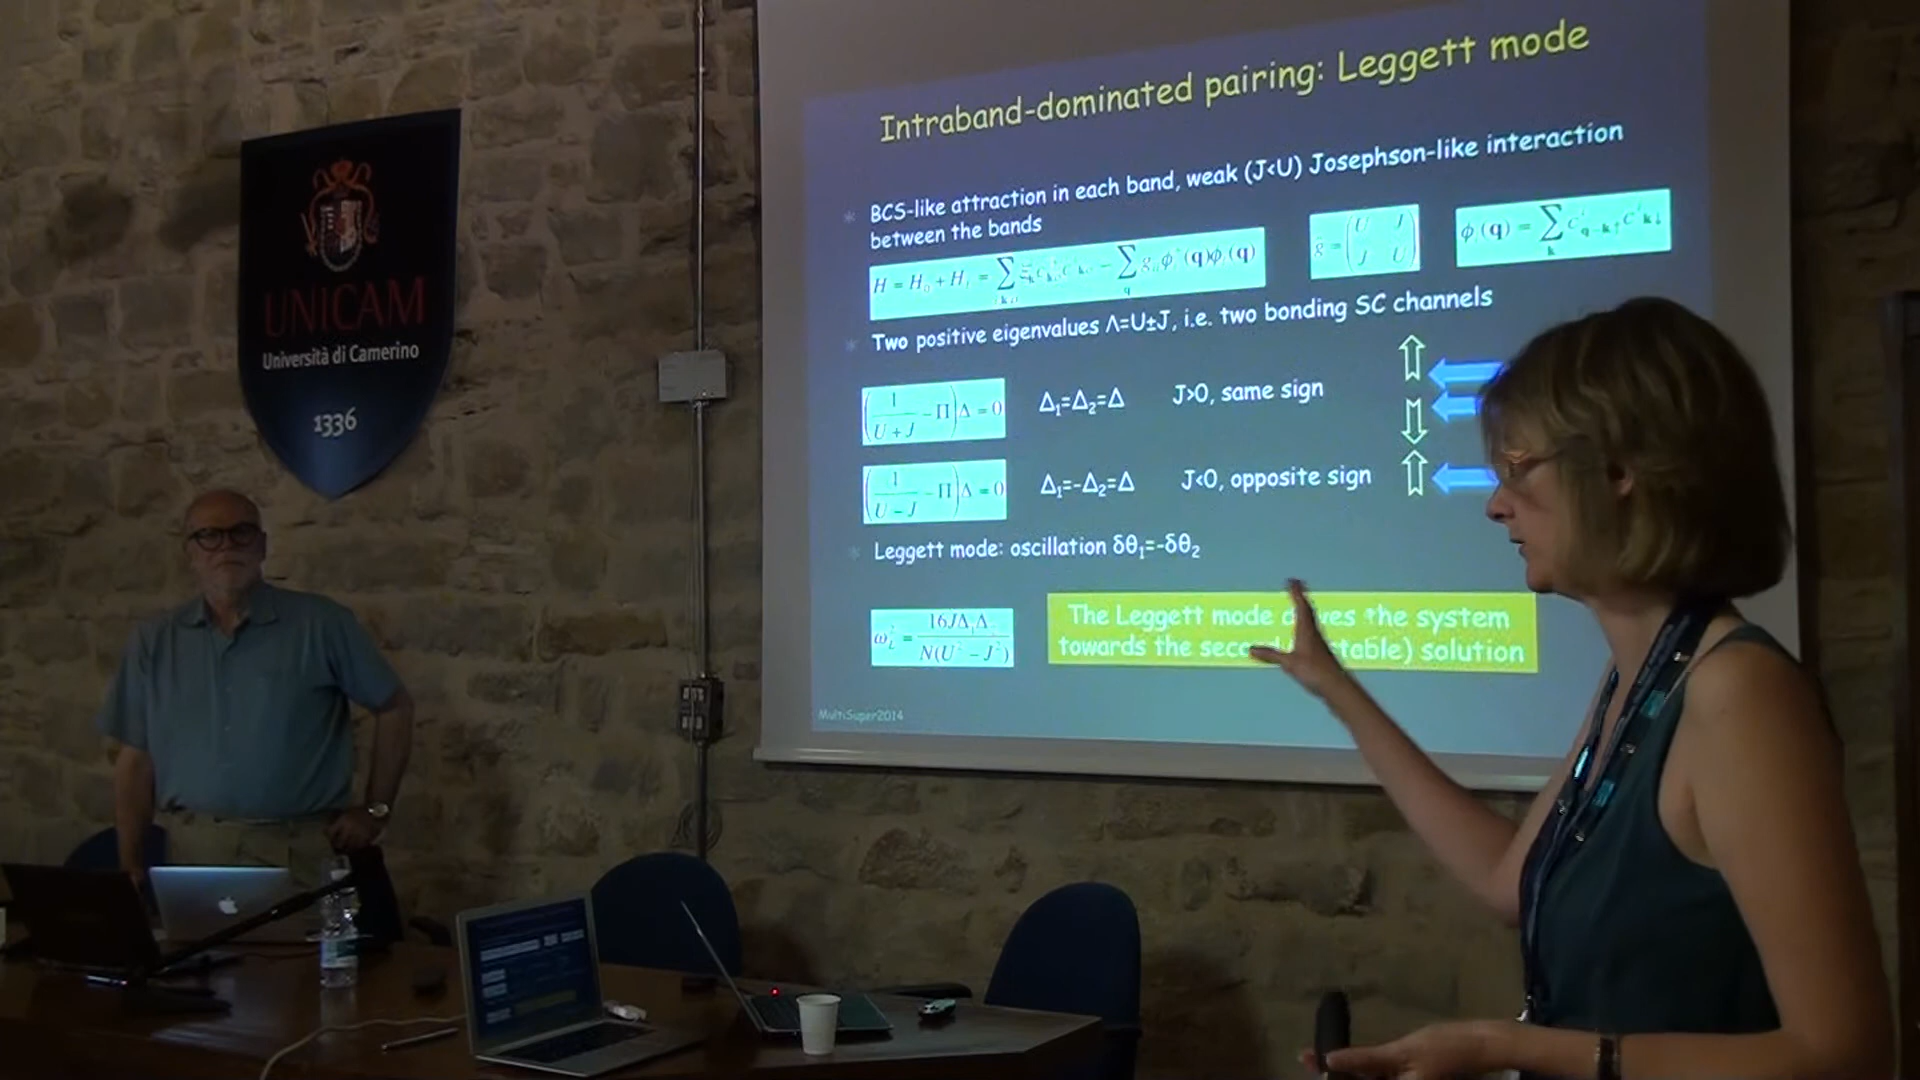 Intraband-dominated pairing: Leggett mode
BCS-like attraction in each band, weak (J<U) Josephson-like interaction
between the bands
Two positive eigenvalues Λ=U±J, i.e. two bonding SC channels
Δ₁=Δ₂=Δ J>0, same sign
Δ₁=-Δ₂=Δ J<0, opposite sign
Leggett mode: oscillation δθ₁=-δθ₂
The Leggett mode the system
towards the solution
MultiSuper2014
UNICAM
Università di Camerino
1336